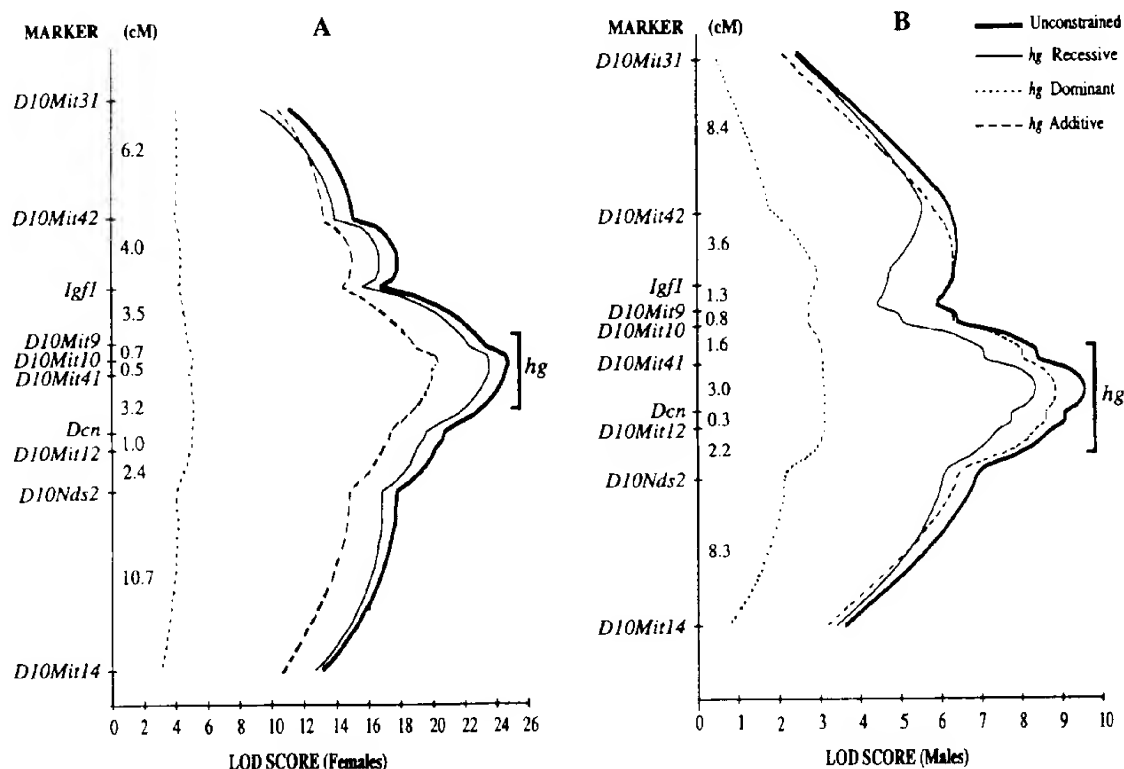 MARKER (cM)
A
D10Mit31
6.2
D10Mit42
4.0
Igf1
3.5
D10Mit9
0.7
D10Mit10
0.5
D10Mit41
3.2
Dcn
1.0
D10Mit12
2.4
D10Nds2
10.7
D10Mit14
hg
0 2 4 6 8 10 12 14 16 18 20 22 24 26
LOD SCORE (Females)
MARKER (cM)
B
Unconstrained
hg Recessive
hg Dominant
hg Additive
D10Mit31
8.4
D10Mit42
3.6
Igf1
1.3
D10Mit9
0.8
D10Mit10
1.6
D10Mit41
3.0
Dcn
0.3
D10Mit12
2.2
D10Nds2
8.3
D10Mit14
hg
0 1 2 3 4 5 6 7 8 9 10
LOD SCORE (Males)